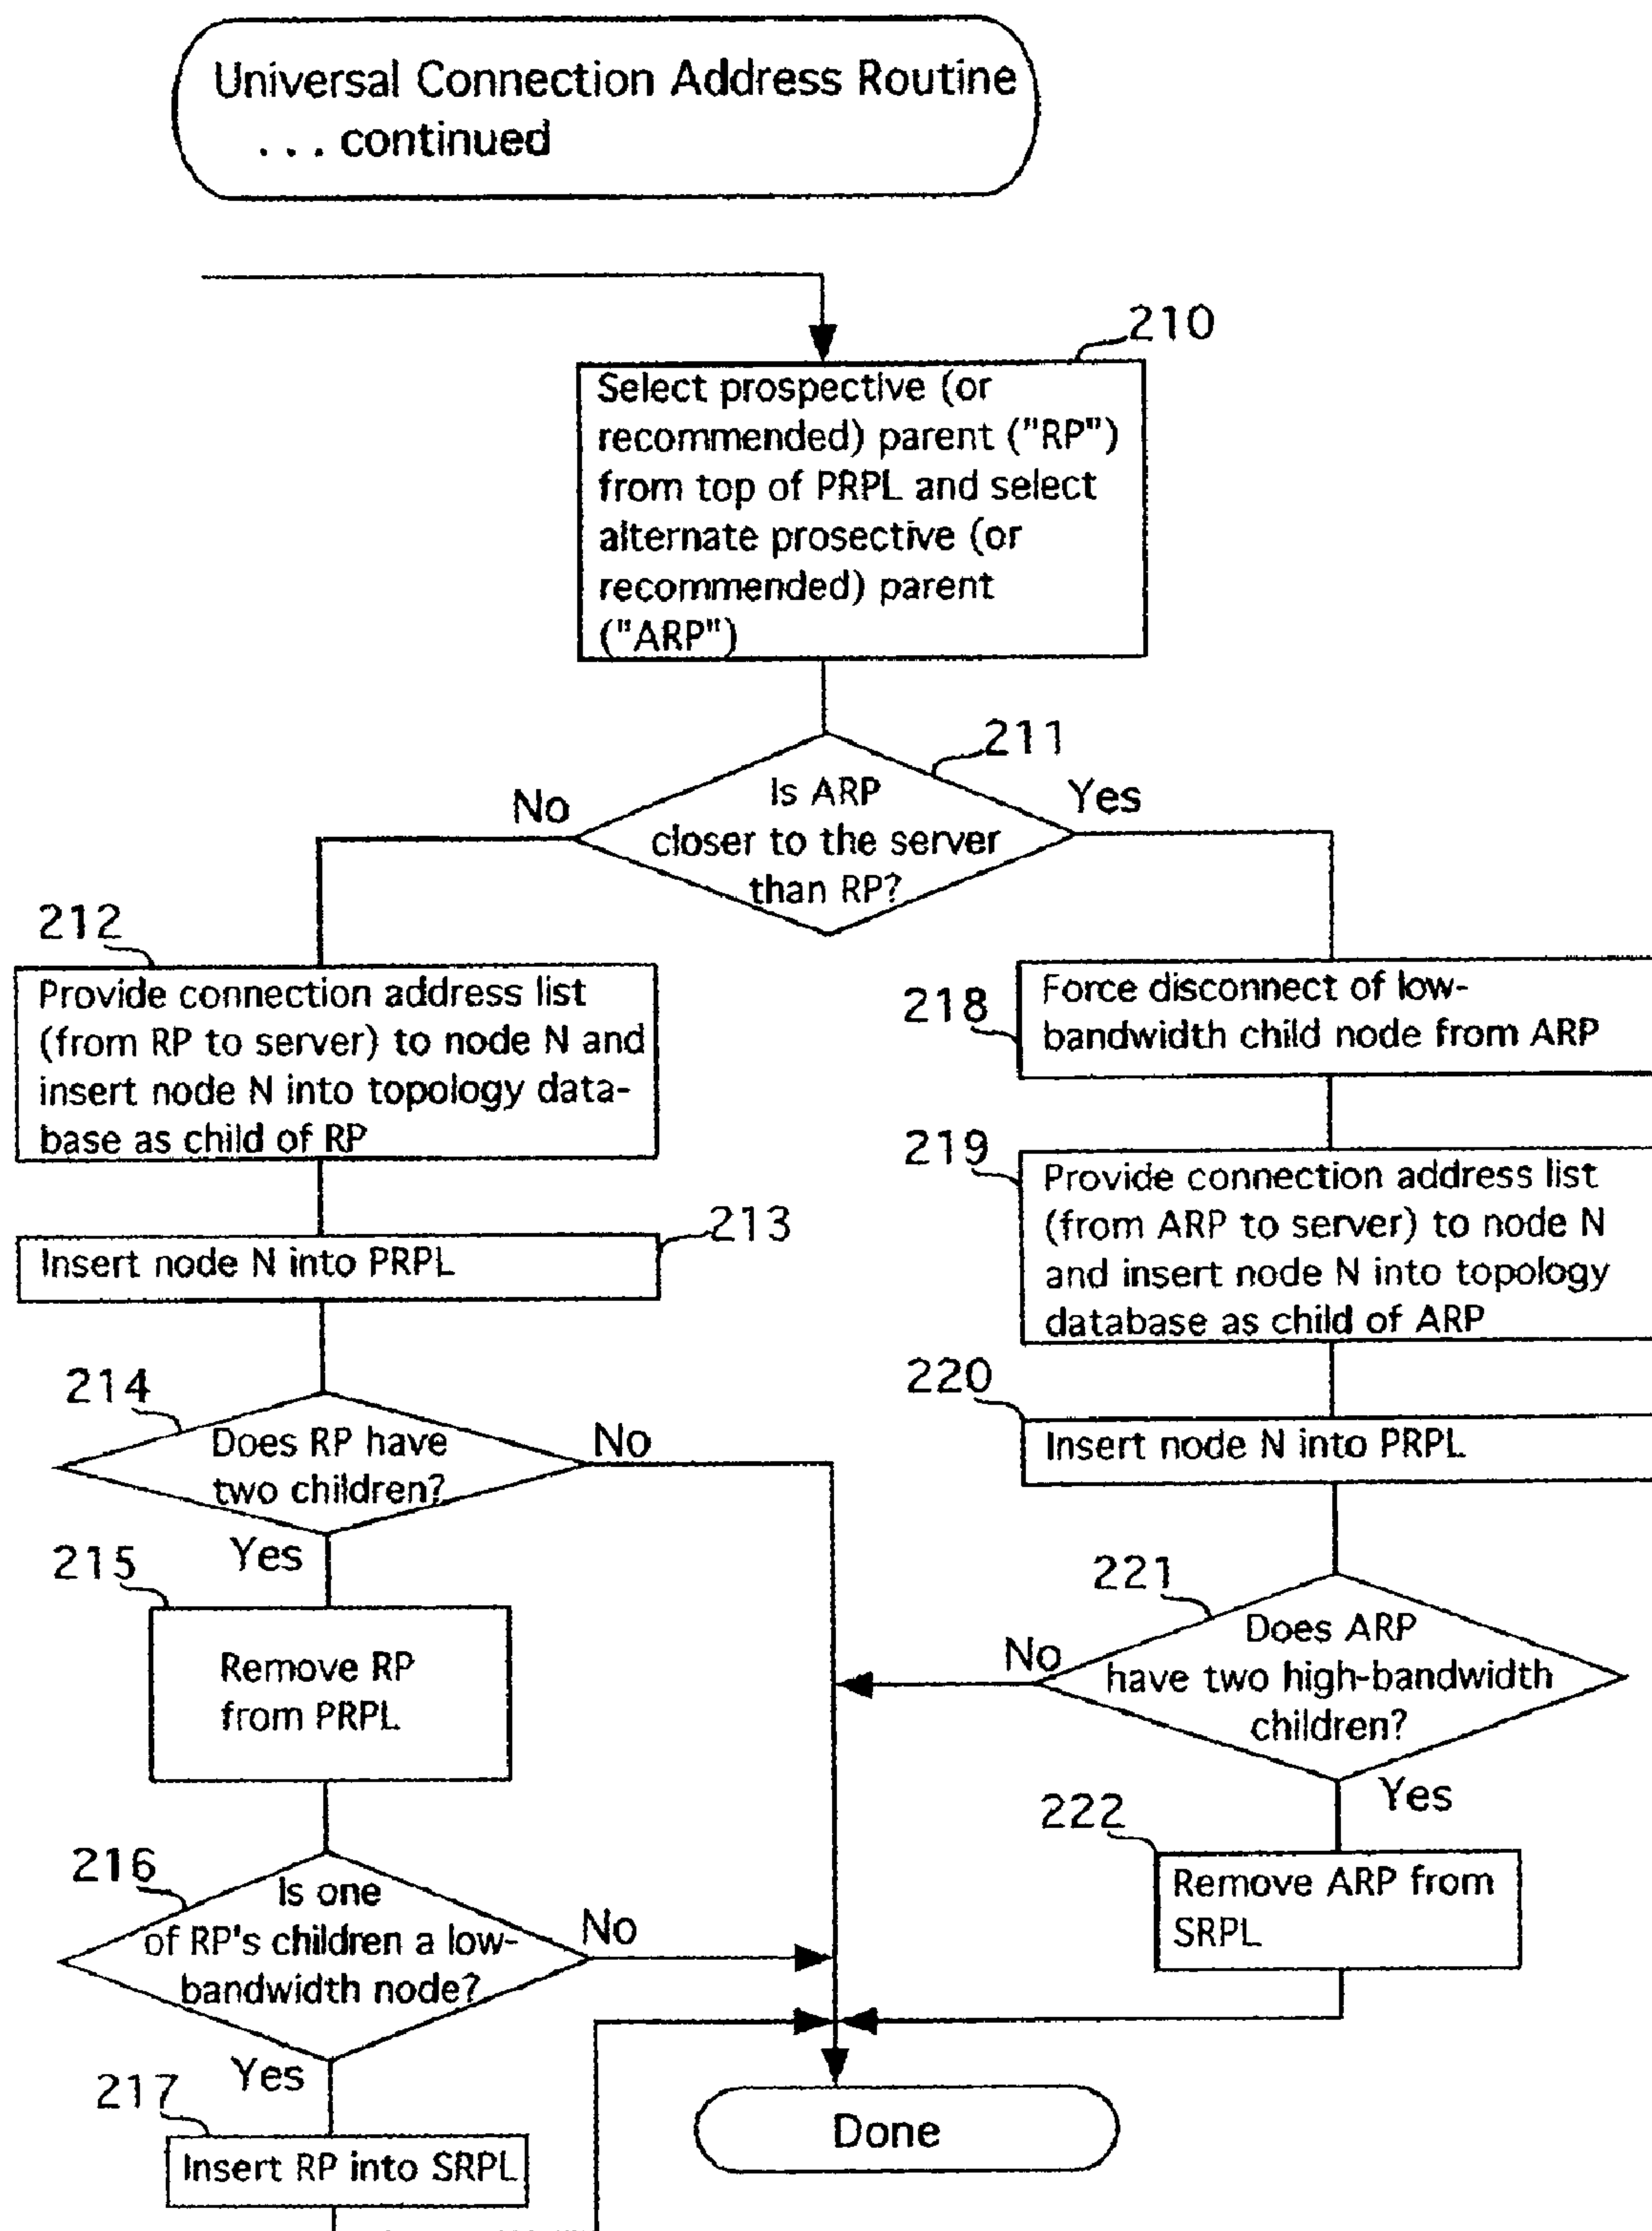 Universal Connection Address Routine
... continued
210
Select prospective (or
recommended) parent ("RP")
from top of PRPL and select
alternate prosective (or
recommended) parent
("ARP")
211
Is ARP
closer to the server
than RP?
No
Yes
212
Provide connection address list
(from RP to server) to node N and
insert node N into topology data-
base as child of RP
213
Insert node N into PRPL
214
Does RP have
two children?
No
Yes
215
Remove RP
from PRPL
216
Is one
of RP's children a low-
bandwidth node?
No
Yes
217
Insert RP into SRPL
218
Force disconnect of low-
bandwidth child node from ARP
219
Provide connection address list
(from ARP to server) to node N
and insert node N into topology
database as child of ARP
220
Insert node N into PRPL
221
Does ARP
have two high-bandwidth
children?
No
Yes
222
Remove ARP from
SRPL
Done